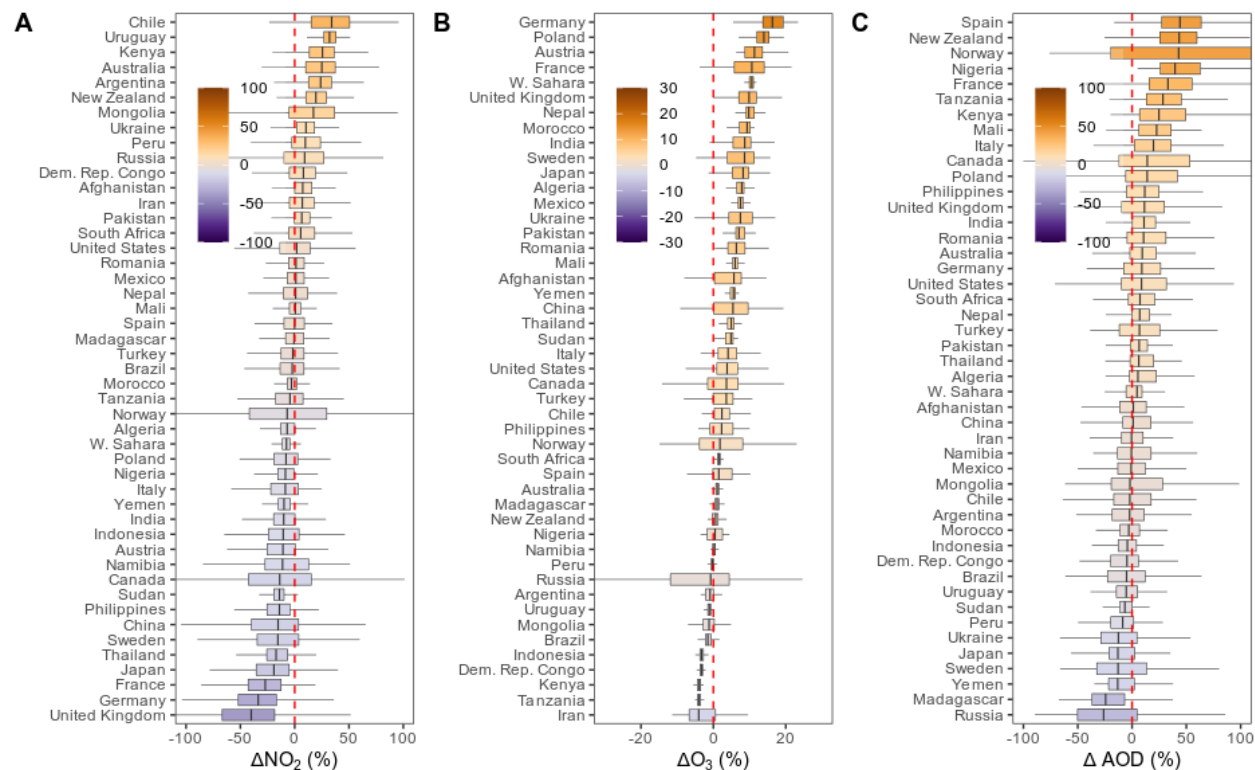 A
Chile
Uruguay
Kenya
Australia
Argentina
New Zealand
Mongolia
Ukraine
Peru
Russia
Dem. Rep. Congo
Afghanistan
Iran
Pakistan
South Africa
United States
Romania
Mexico
Nepal
Mali
Spain
Madagascar
Turkey
Brazil
Morocco
Tanzania
Norway
Algeria
W. Sahara
Poland
Nigeria
Italy
Yemen
India
Indonesia
Austria
Namibia
Canada
Sudan
Philippines
China
Sweden
Thailand
Japan
France
Germany
United Kingdom
100
50
0
-50
-100
-100 -50 0 50 100
ΔNO₂ (%)
B
Germany
Poland
Austria
France
W. Sahara
United Kingdom
Nepal
Morocco
India
Sweden
Japan
Algeria
Mexico
Ukraine
Pakistan
Romania
Mali
Afghanistan
Yemen
China
Thailand
Sudan
Italy
United States
Canada
Turkey
Chile
Philippines
Norway
South Africa
Spain
Australia
Madagascar
New Zealand
Nigeria
Namibia
Peru
Russia
Argentina
Uruguay
Mongolia
Brazil
Indonesia
Dem. Rep. Congo
Kenya
Tanzania
Iran
30
20
10
0
-10
-20
-30
-20 0 20
ΔO₃ (%)
C
Spain
New Zealand
Norway
Nigeria
France
Tanzania
Kenya
Mali
Italy
Canada
Poland
Philippines
United Kingdom
India
Romania
Australia
Germany
United States
South Africa
Nepal
Turkey
Pakistan
Thailand
Algeria
W. Sahara
Afghanistan
China
Iran
Namibia
Mexico
Mongolia
Chile
Argentina
Morocco
Indonesia
Dem. Rep. Congo
Brazil
Uruguay
Sudan
Peru
Ukraine
Japan
Sweden
Yemen
Madagascar
Russia
100
50
0
-50
-100
-100 -50 0 50 100
Δ AOD (%)